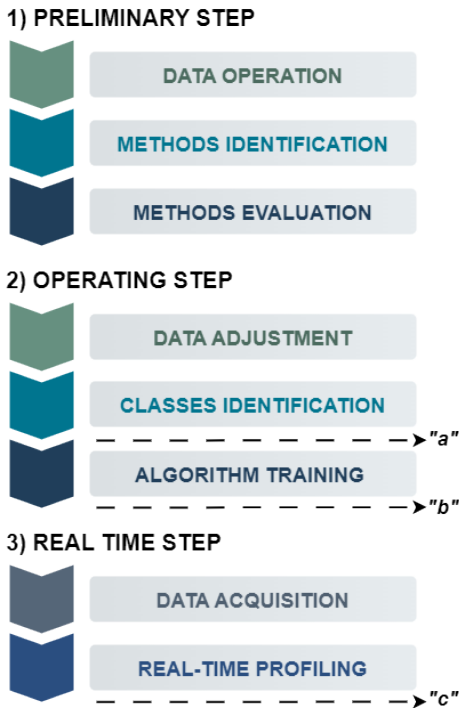 1) PRELIMINARY STEP
DATA OPERATION
METHODS IDENTIFICATION
METHODS EVALUATION
2) OPERATING STEP
DATA ADJUSTMENT
CLASSES IDENTIFICATION
"a"
ALGORITHM TRAINING
"b"
3) REAL TIME STEP
DATA ACQUISITION
REAL-TIME PROFILING
"c"